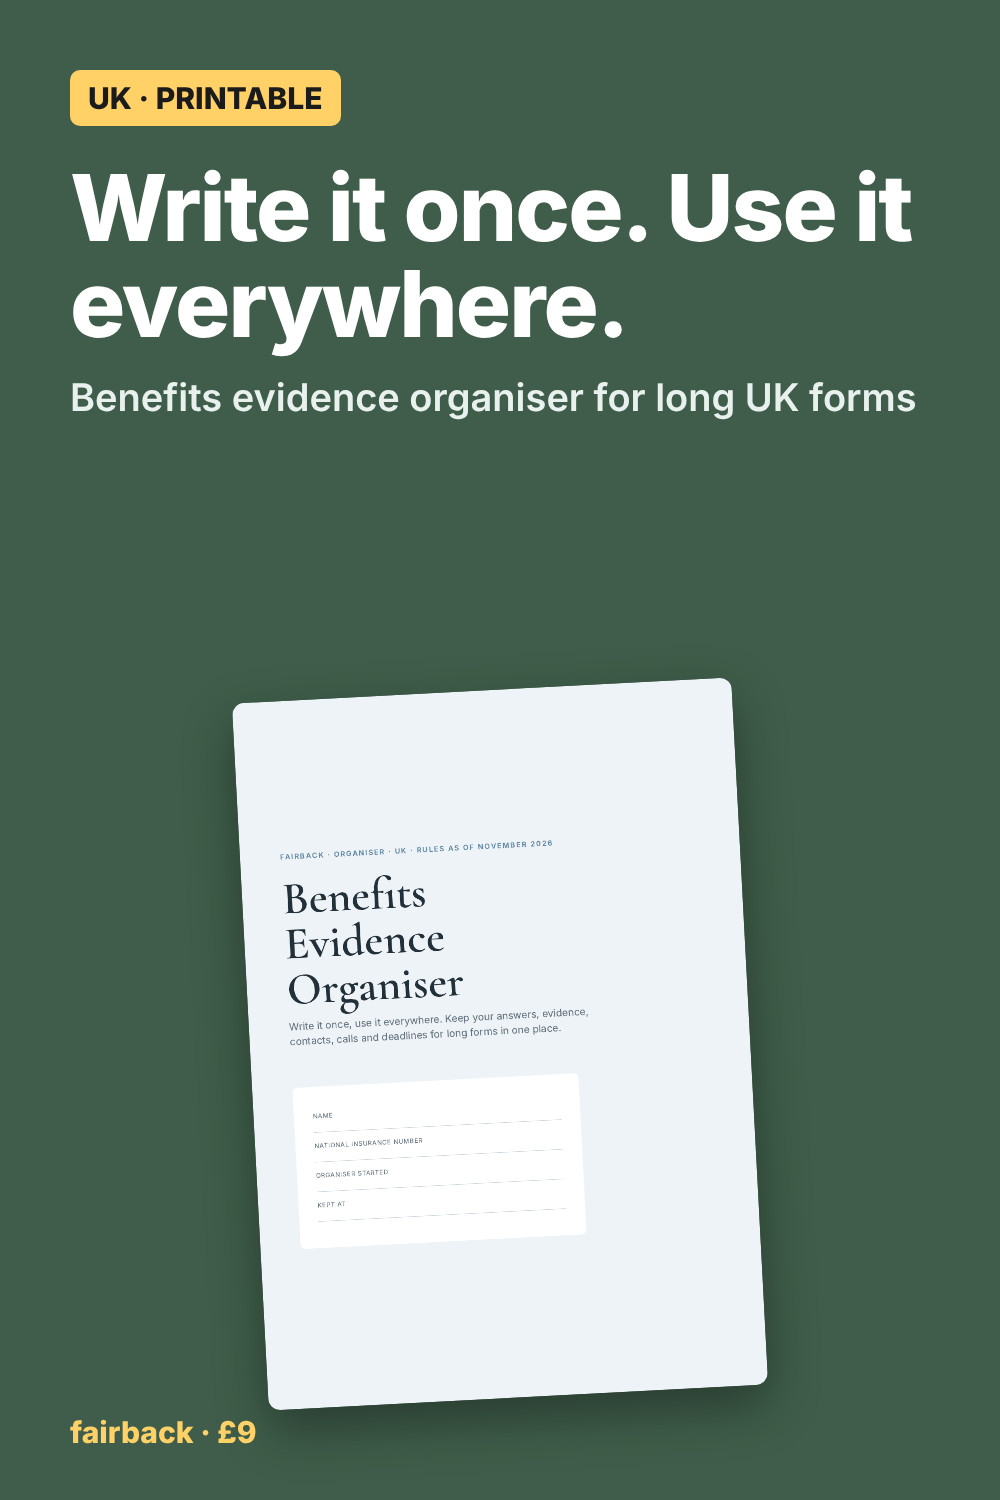 UK · PRINTABLE
Write it once. Use it
everywhere.
Benefits evidence organiser for long UK forms
FAIRBACK · ORGANISER · UK · RULES AS OF NOVEMBER 2026
Benefits
Evidence
Organiser
Write it once, use it everywhere. Keep your answers, evidence,
contacts, calls and deadlines for long forms in one place.
NAME
NATIONAL INSURANCE NUMBER
ORGANISER STARTED
KEPT AT
fairback · £9